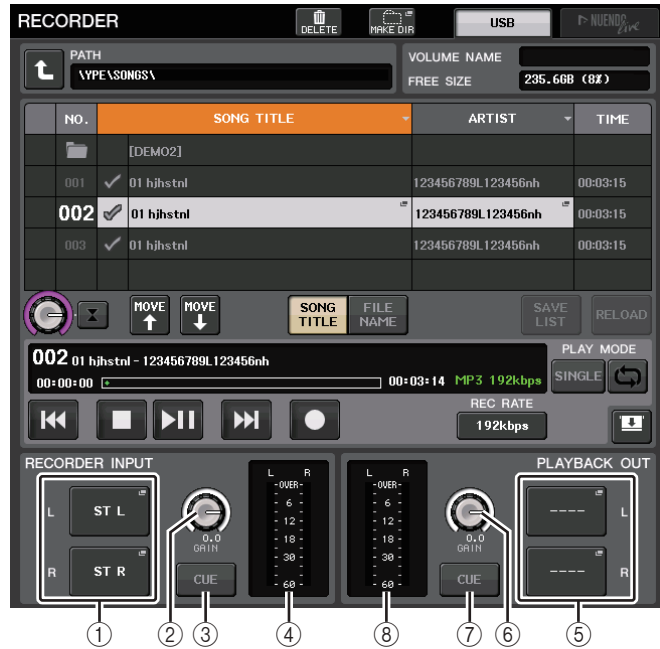 RECORDER
DELETE
MAKE DIR
USB
NUENDO Live
PATH
\YPE\SONGS\
VOLUME NAME
FREE SIZE 235.6GB (8%)
NO. SONG TITLE ARTIST TIME
[DEMO2]
001 01 hjhstnl 123456789L123456nh 00:03:15
002 01 hjhstnl 123456789L123456nh 00:03:15
003 01 hjhstnl 123456789L123456nh 00:03:15
MOVE
MOVE
SONG TITLE
FILE NAME
SAVE LIST
RELOAD
002 01 hjhstnl - 123456789L123456nh
00:00:00 00:03:14 MP3 192kbps
PLAY MODE
SINGLE
REC RATE
192kbps
RECORDER INPUT
L ST L
R ST R
0.0
GAIN
CUE
L R
-OVER-
6
12
18
30
60
L R
-OVER-
6
12
18
30
60
0.0
GAIN
CUE
PLAYBACK OUT
---- L
---- R
① ② ③ ④ ⑧ ⑦ ⑥ ⑤